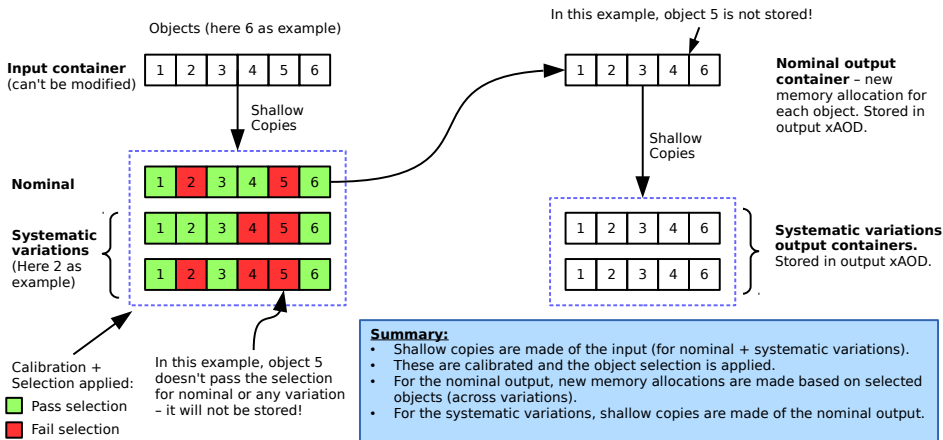 Objects (here 6 as example)
Input container
(can't be modified)
1 2 3 4 5 6
Shallow
Copies
Nominal
1 2 3 4 5 6
Systematic
variations
(Here 2 as
example)
1 2 3 4 5 6
1 2 3 4 5 6
Calibration +
Selection applied:
Pass selection
Fail selection
In this example, object 5
doesn't pass the selection
for nominal or any variation
– it will not be stored!
In this example, object 5 is not stored!
1 2 3 4 6
Nominal output
container – new
memory allocation for
each object. Stored in
output xAOD.
Shallow
Copies
1 2 3 4 6
1 2 3 4 6
Systematic variations
output containers.
Stored in output xAOD.
Summary:
• Shallow copies are made of the input (for nominal + systematic variations).
• These are calibrated and the object selection is applied.
• For the nominal output, new memory allocations are made based on selected
objects (across variations).
• For the systematic variations, shallow copies are made of the nominal output.